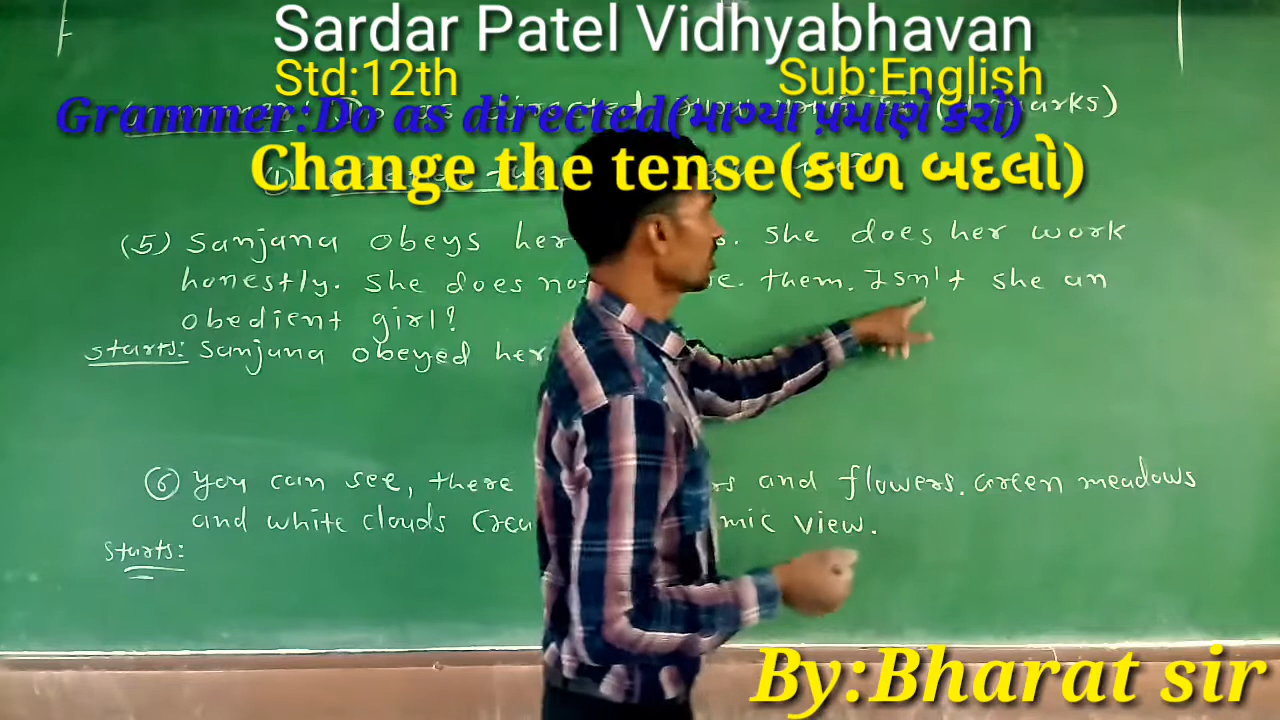 Sardar Patel Vidhyabhavan
Std:12th Sub:English
Grammer:Do as directed(માગ્યા પ્રમાણે કરો)
Change the tense(કાળ બદલો)
(5) Sanjana obeys her She does her work
honestly. She does not them. Isn't she an
obedient girl?
Starts: Sanjana obeyed her
(6) You can see, there and flowers. Green meadows
and white clouds view.
Starts:
By:Bharat sir